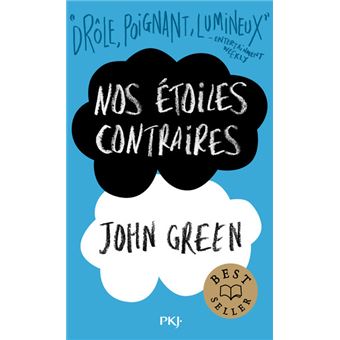 "DRÔLE, POIGNANT, LUMINEUX"
– ENTERTAINMENT
WEEKLY
NOS ÉTOILES
CONTRAIRES
JOHN GREEN
BEST
SELLER
PKJ.